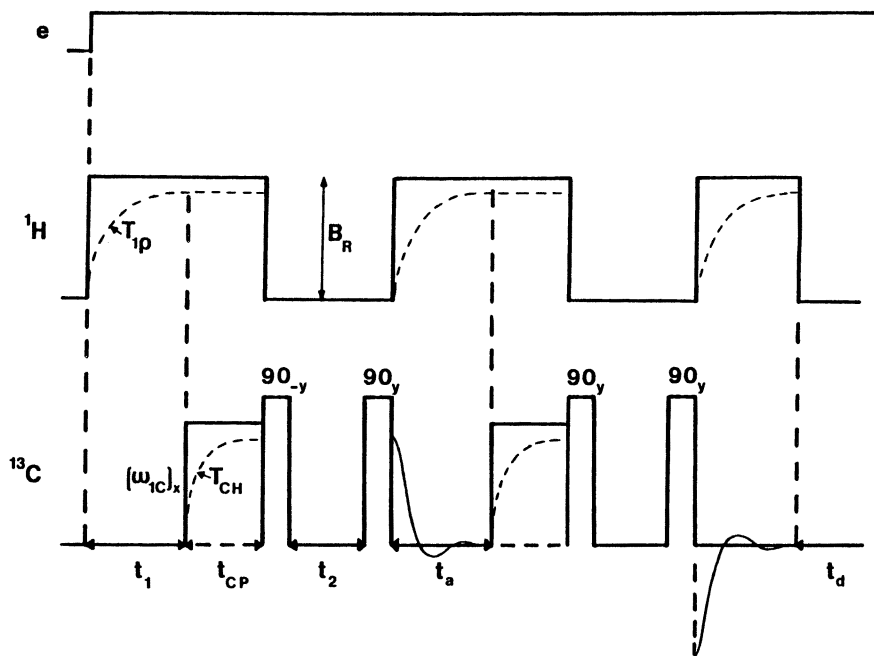 e
¹H
T₁ρ
B_R
90₋y 90y 90y 90y
¹³C
(ω₁C)ₓ
T_CH
t₁ t_CP t₂ tₐ t_d